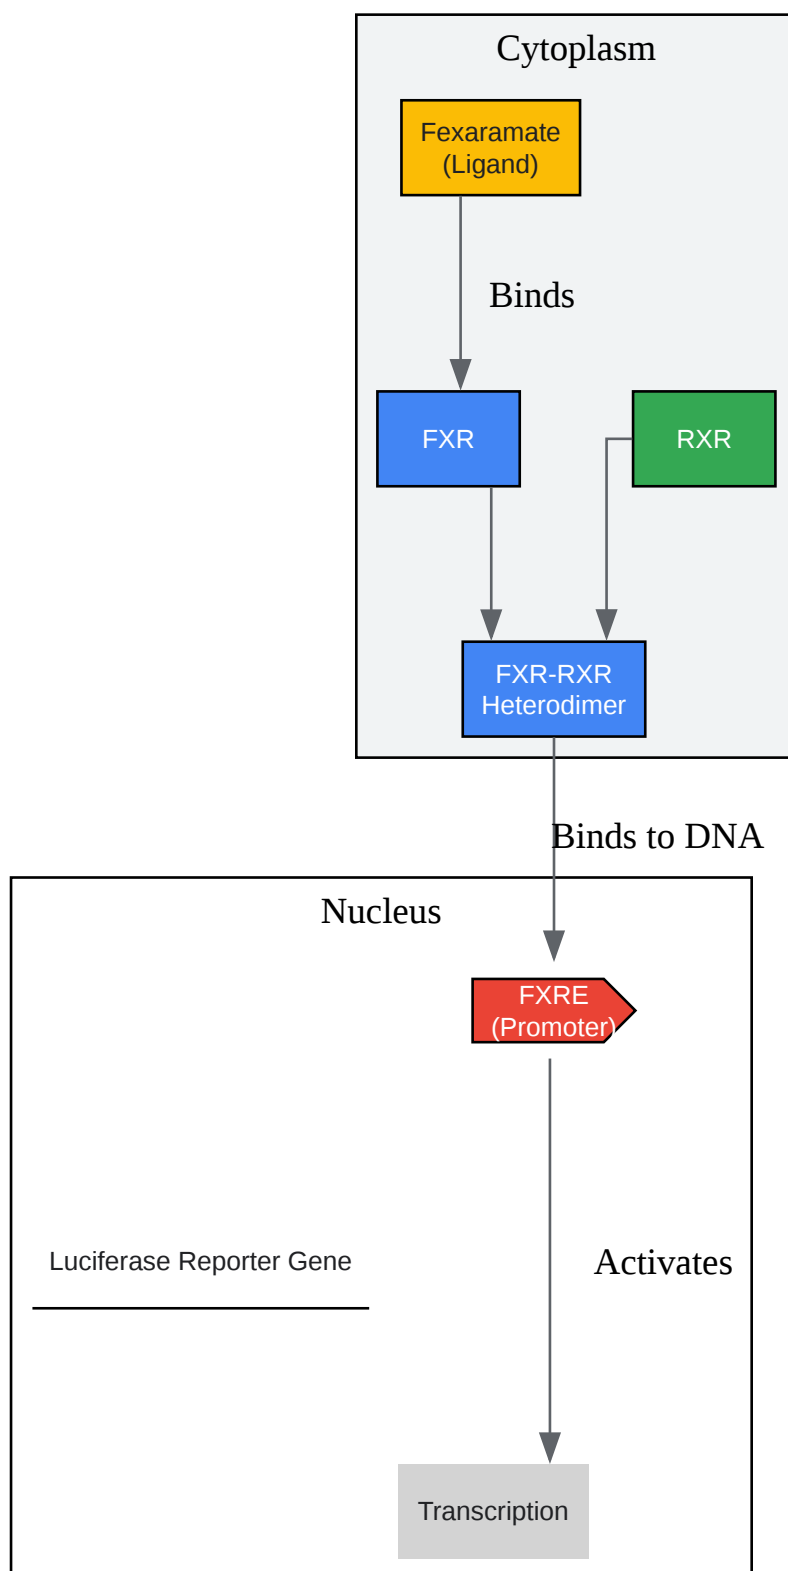 Cytoplasm
Fexaramate
(Ligand)
Binds
FXR
RXR
FXR-RXR
Heterodimer
Binds to DNA
Nucleus
FXRE
(Promoter)
Luciferase Reporter Gene
Activates
Transcription